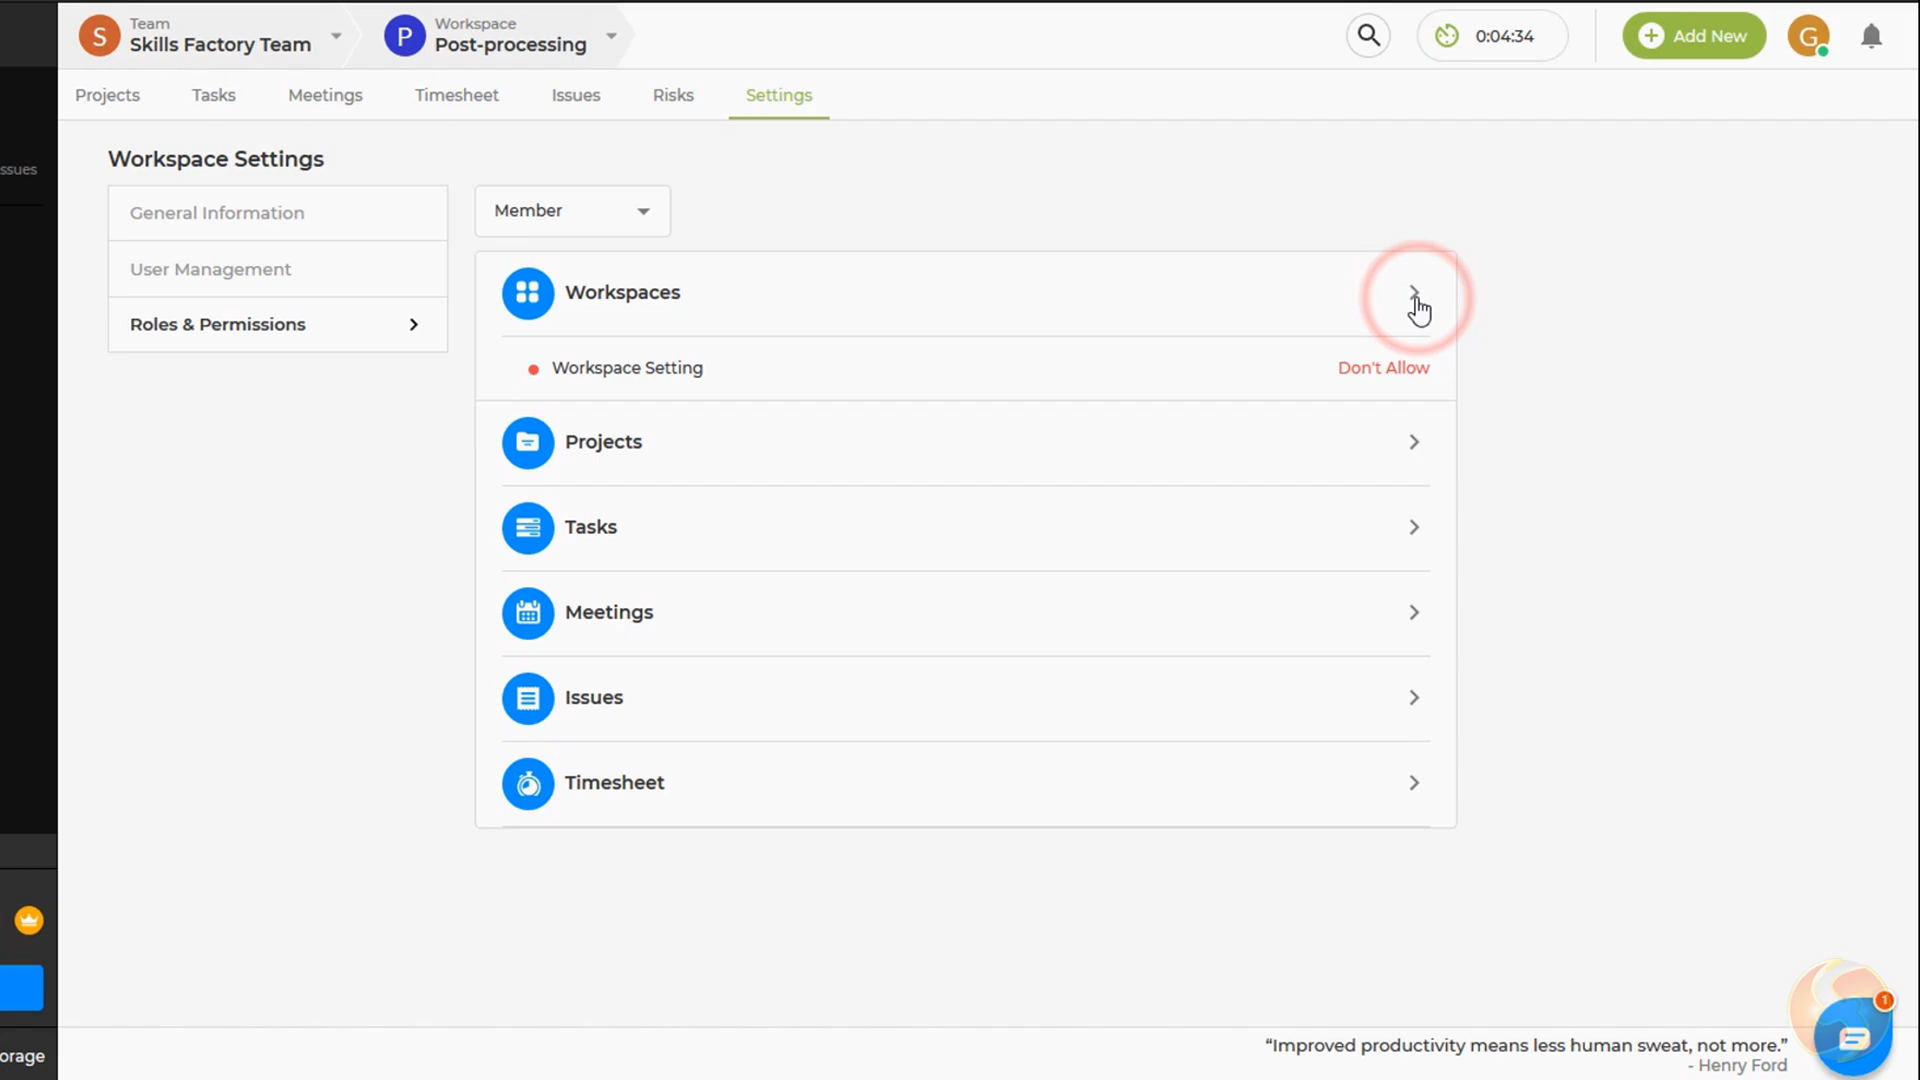 Team
Skills Factory Team
Workspace
Post-processing
S
P
0:04:34
Add New
G
Projects
Tasks
Meetings
Timesheet
Issues
Risks
Settings
Workspace Settings
ssues
General Information
User Management
Roles & Permissions
Member
Workspaces
Workspace Setting
Don't Allow
Projects
Tasks
Meetings
Issues
Timesheet
1
orage
“Improved productivity means less human sweat, not more.”
- Henry Ford